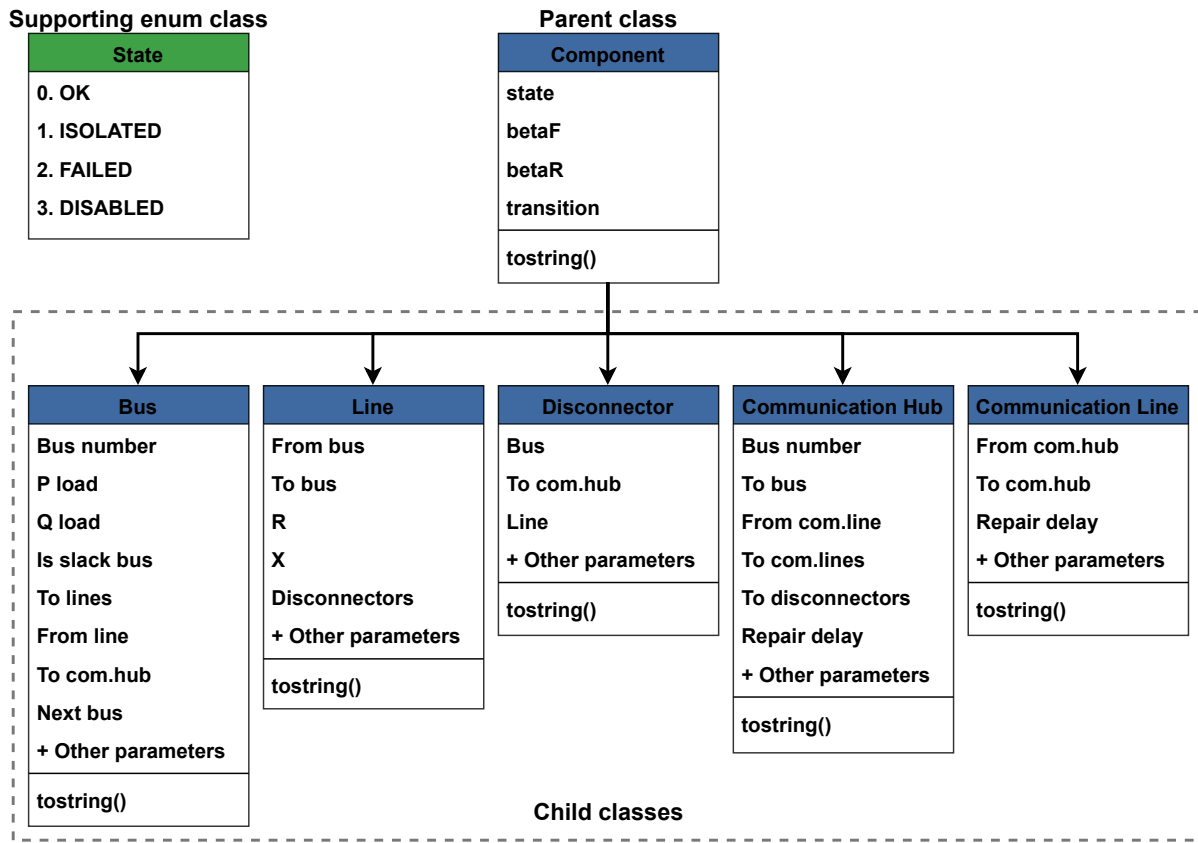 Supporting enum class
State
0. OK
1. ISOLATED
2. FAILED
3. DISABLED
Parent class
Component
state
betaF
betaR
transition
tostring()
Bus
Bus number
P load
Q load
Is slack bus
To lines
From line
To com.hub
Next bus
+ Other parameters
tostring()
Line
From bus
To bus
R
X
Disconnectors
+ Other parameters
tostring()
Disconnector
Bus
To com.hub
Line
+ Other parameters
tostring()
Communication Hub
Bus number
To bus
From com.line
To com.lines
To disconnectors
Repair delay
+ Other parameters
tostring()
Communication Line
From com.hub
To com.hub
Repair delay
+ Other parameters
tostring()
Child classes